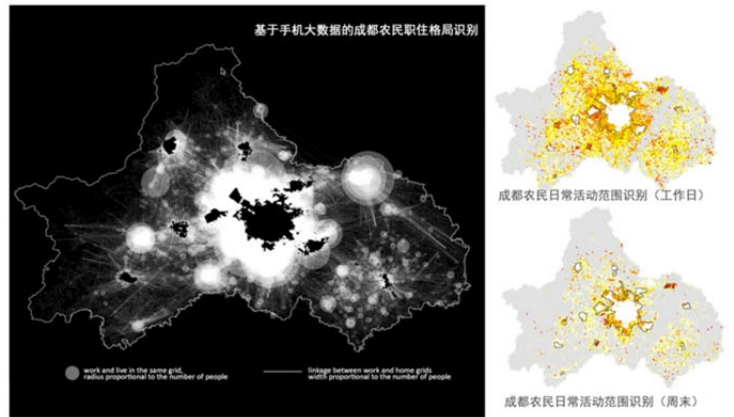 基于手机大数据的成都农民职住格局识别
成都农民日常活动范围识别（工作日）
work and live in the same grid,
radius proportional to the number of people
linkage between work and home grids
width proportional to the number of people
成都农民日常活动范围识别（周末）